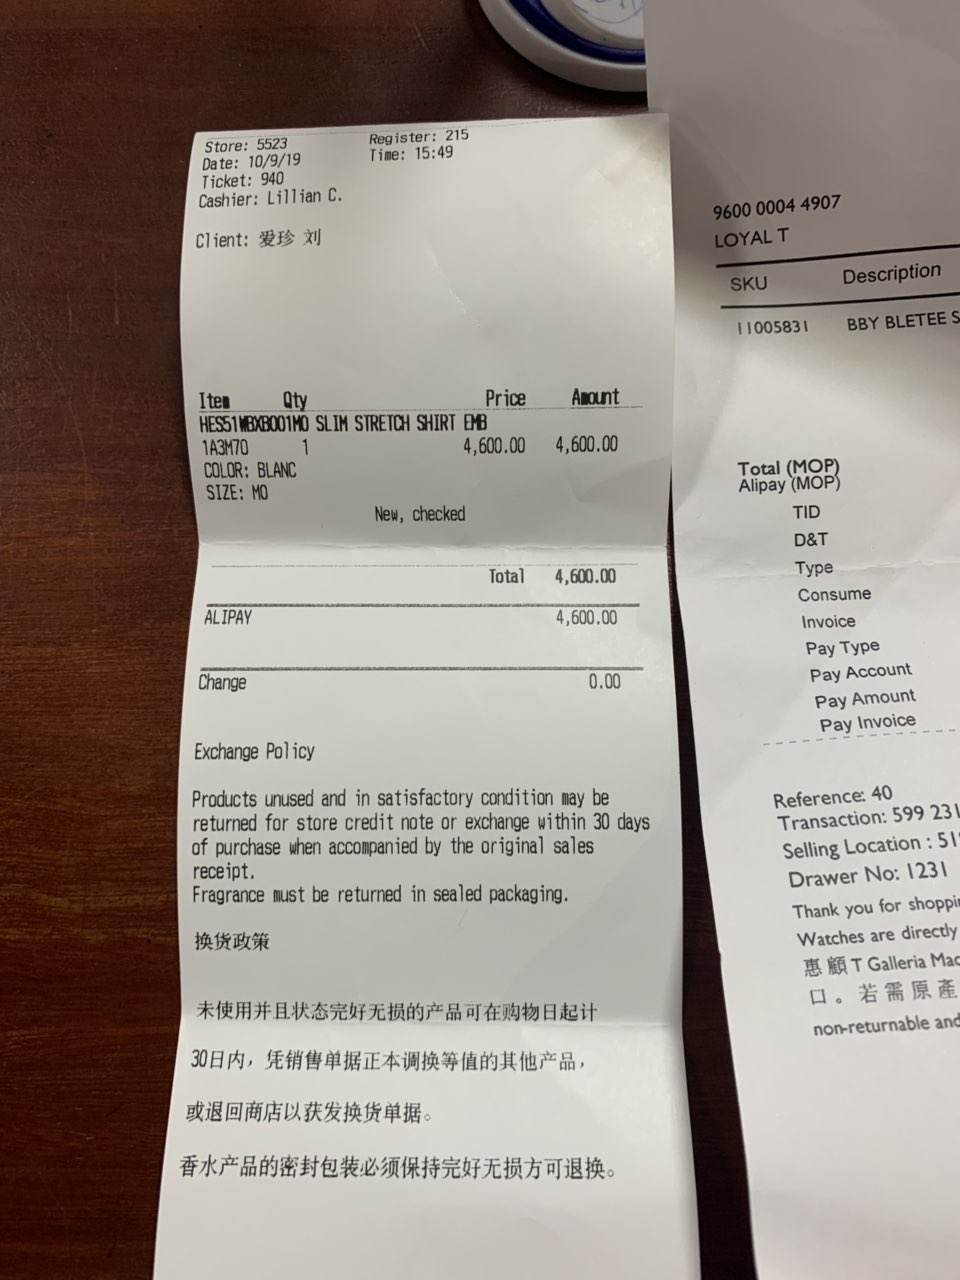 Store: 5523 Register: 215
Date: 10/9/19 Time: 15:49
Ticket: 940
Cashier: Lillian C.
Client: 爱珍 刘
Item Qty Price Amount
HES51WBXB001MO SLIM STRETCH SHIRT EMB
1A3M7O 1 4,600.00 4,600.00
COLOR: BLANC
SIZE: MO
New, checked
Total 4,600.00
ALIPAY 4,600.00
Change 0.00
Exchange Policy
Products unused and in satisfactory condition may be
returned for store credit note or exchange within 30 days
of purchase when accompanied by the original sales
receipt.
Fragrance must be returned in sealed packaging.
换货政策
未使用并且状态完好无损的产品可在购物日起计
30日内，凭销售单据正本调换等值的其他产品，
或退回商店以获发换货单据。
香水产品的密封包装必须保持完好无损方可退换。
9600 0004 4907
LOYAL T
SKU Description
11005831 BBY BLETEE S
Total (MOP)
Alipay (MOP)
TID
D&T
Type
Consume
Invoice
Pay Type
Pay Account
Pay Amount
Pay Invoice
Reference: 40
Transaction: 599 231
Selling Location : 51
Drawer No: 1231
Thank you for shoppin
Watches are directly
惠顧 T Galleria Mac
口。若需原產
non-returnable and